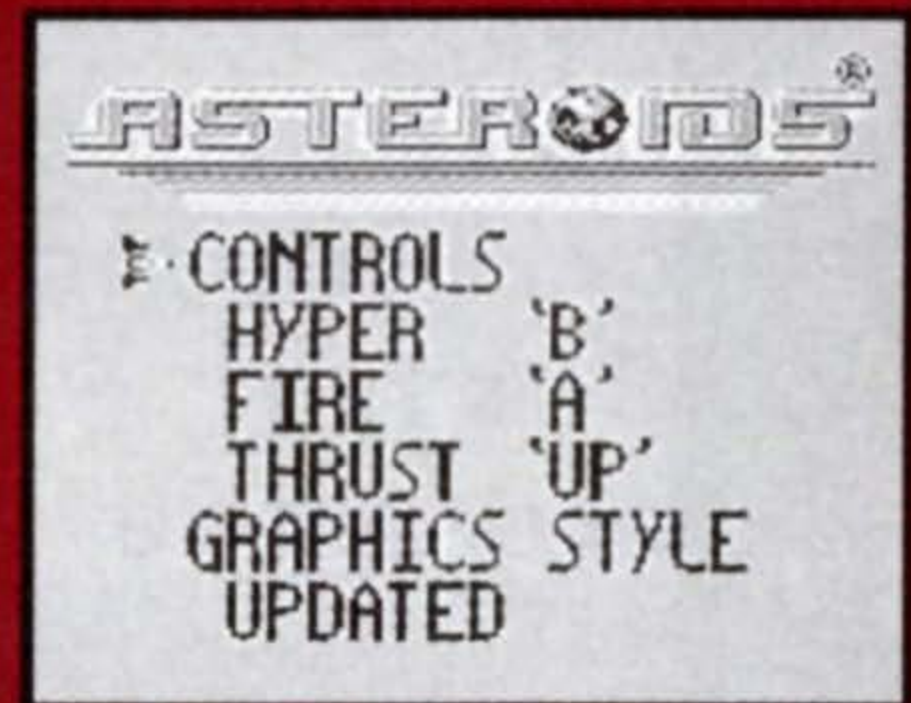 ASTEROIDS®
CONTROLS
HYPER 'B'
FIRE 'A'
THRUST 'UP'
GRAPHICS STYLE
UPDATED